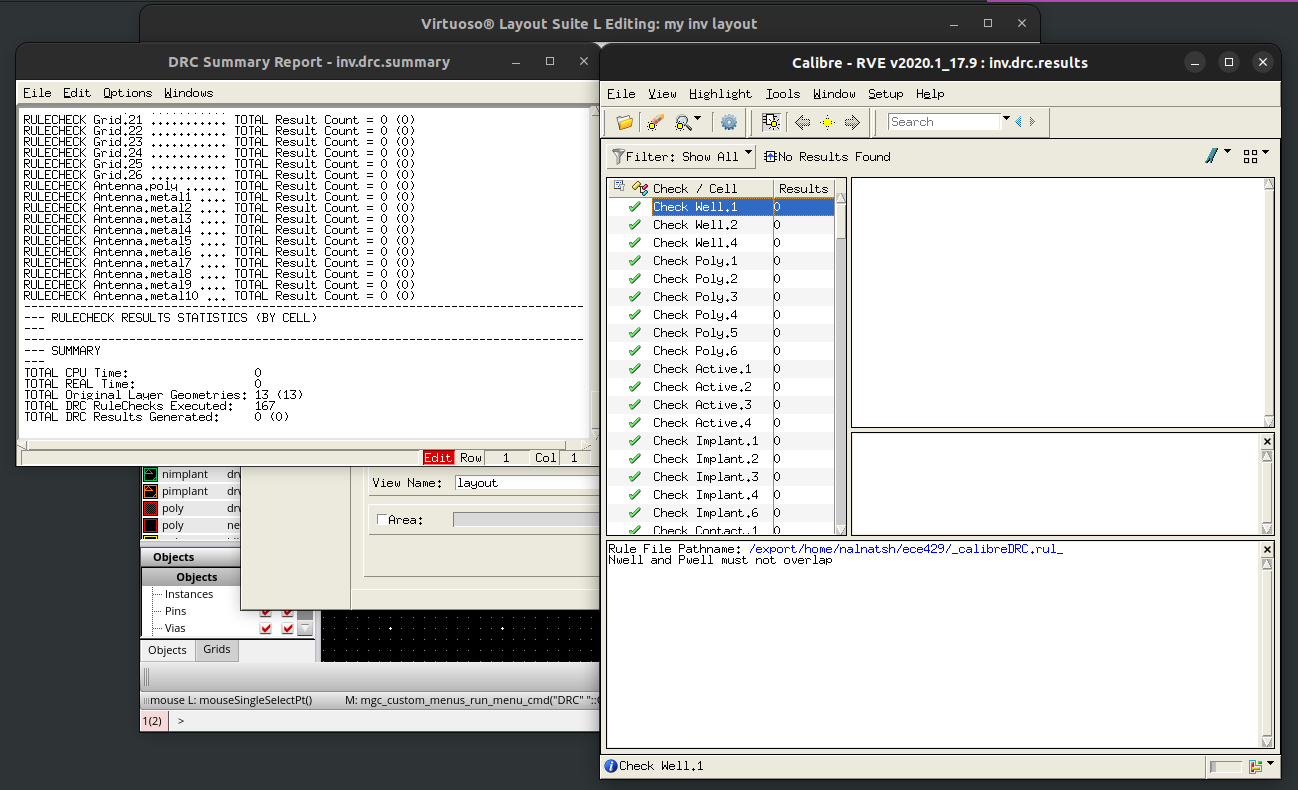 Virtuoso® Layout Suite L Editing: my inv layout
DRC Summary Report - inv.drc.summary
File Edit Options Windows
RULECHECK Grid.21 ........... TOTAL Result Count = 0 (0)
RULECHECK Grid.22 ........... TOTAL Result Count = 0 (0)
RULECHECK Grid.23 ........... TOTAL Result Count = 0 (0)
RULECHECK Grid.24 ........... TOTAL Result Count = 0 (0)
RULECHECK Grid.25 ........... TOTAL Result Count = 0 (0)
RULECHECK Grid.26 ........... TOTAL Result Count = 0 (0)
RULECHECK Antenna.poly ...... TOTAL Result Count = 0 (0)
RULECHECK Antenna.metal1 .... TOTAL Result Count = 0 (0)
RULECHECK Antenna.metal2 .... TOTAL Result Count = 0 (0)
RULECHECK Antenna.metal3 .... TOTAL Result Count = 0 (0)
RULECHECK Antenna.metal4 .... TOTAL Result Count = 0 (0)
RULECHECK Antenna.metal5 .... TOTAL Result Count = 0 (0)
RULECHECK Antenna.metal6 .... TOTAL Result Count = 0 (0)
RULECHECK Antenna.metal7 .... TOTAL Result Count = 0 (0)
RULECHECK Antenna.metal8 .... TOTAL Result Count = 0 (0)
RULECHECK Antenna.metal9 .... TOTAL Result Count = 0 (0)
RULECHECK Antenna.metal10 ... TOTAL Result Count = 0 (0)
--- RULECHECK RESULTS STATISTICS (BY CELL)
---
--- SUMMARY
---
TOTAL CPU Time: 0
TOTAL REAL Time: 0
TOTAL Original Layer Geometries: 13 (13)
TOTAL DRC RuleChecks Executed: 167
TOTAL DRC Results Generated: 0 (0)
Edit Row 1 Col 1
nimplant drv
pimplant drv
poly drv
poly ne
Objects
Objects
Instances
Pins
Vias
Objects Grids
View Name: layout
Area:
mouse L: mouseSingleSelectPt() M: mgc_custom_menus_run_menu_cmd("DRC" "::C
1(2) >
Calibre - RVE v2020.1_17.9 : inv.drc.results
File View Highlight Tools Window Setup Help
Search
Filter: Show All No Results Found
Check / Cell Results
Check Well.1 0
Check Well.2 0
Check Well.4 0
Check Poly.1 0
Check Poly.2 0
Check Poly.3 0
Check Poly.4 0
Check Poly.5 0
Check Poly.6 0
Check Active.1 0
Check Active.2 0
Check Active.3 0
Check Active.4 0
Check Implant.1 0
Check Implant.2 0
Check Implant.3 0
Check Implant.4 0
Check Implant.6 0
Check Contact.1 0
Rule File Pathname: /export/home/nalnatsh/ece429/_calibreDRC.rul_
Nwell and Pwell must not overlap
Check Well.1